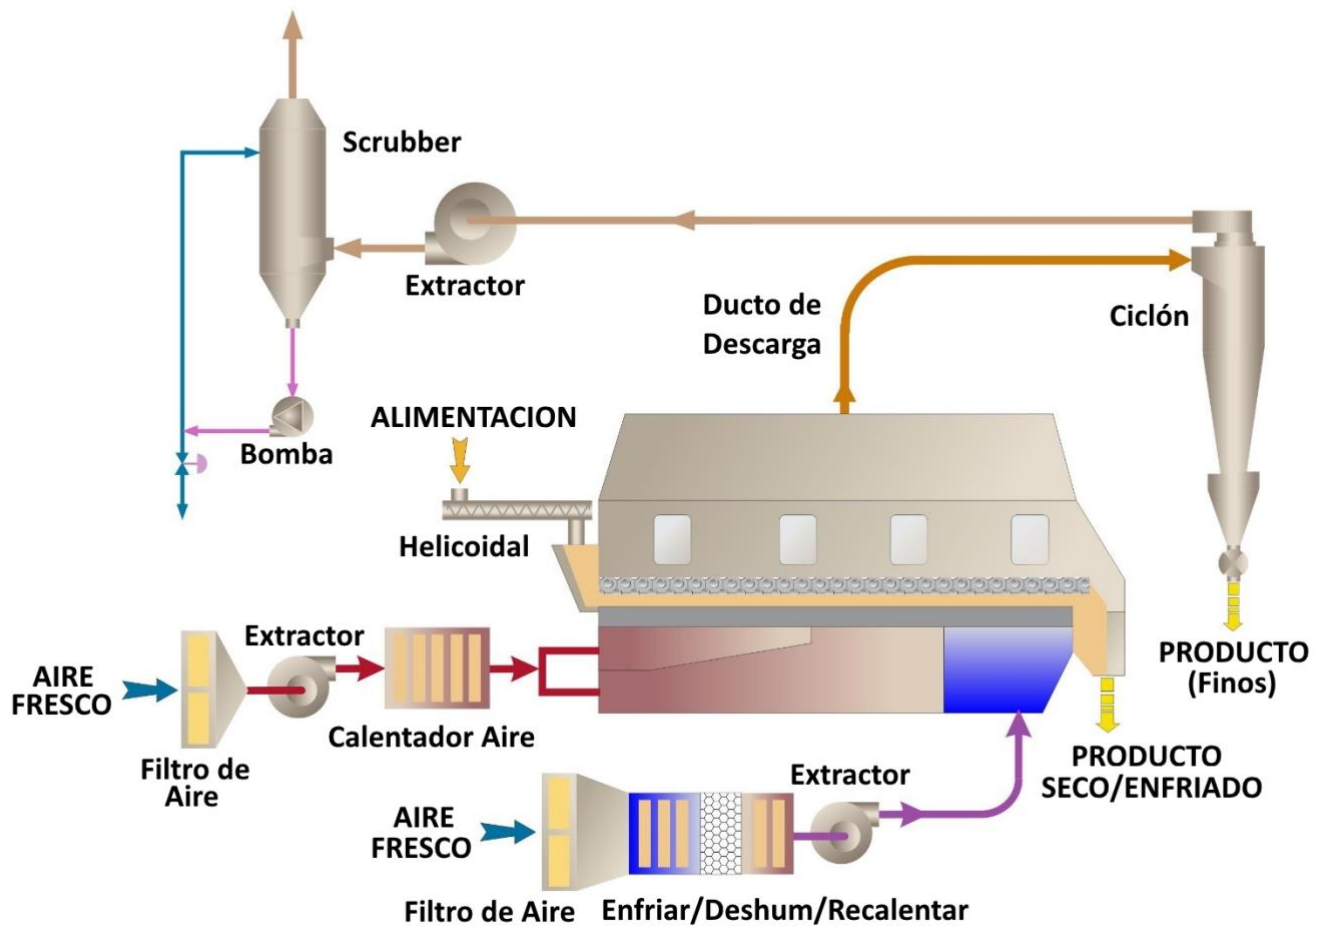 Scrubber
Extractor
Ducto de
Descarga
Ciclón
ALIMENTACION
Bomba
Helicoidal
Extractor
AIRE
FRESCO
Calentador Aire
Filtro de
Aire
PRODUCTO
(Finos)
PRODUCTO
SECO/ENFRIADO
Extractor
AIRE
FRESCO
Filtro de Aire
Enfriar/Deshum/Recalentar